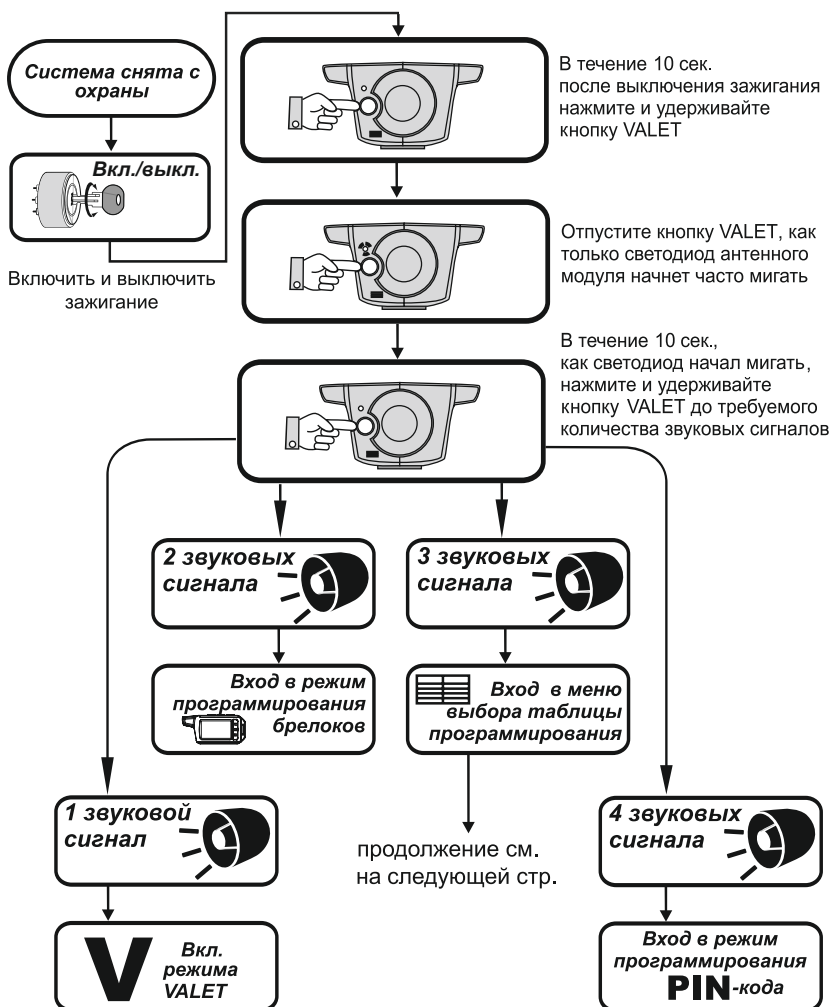 Система снята с
охраны
Вкл./выкл.
Включить и выключить
зажигание
В течение 10 сек.
после выключения зажигания
нажмите и удерживайте
кнопку VALET
Отпустите кнопку VALET, как
только светодиод антенного
модуля начнет часто мигать
В течение 10 сек.,
как светодиод начал мигать,
нажмите и удерживайте
кнопку VALET до требуемого
количества звуковых сигналов
2 звуковых
сигнала
3 звуковых
сигнала
Вход в режим
программирования
брелоков
Вход в меню
выбора таблицы
программирования
1 звуковой
сигнал
продолжение см.
на следующей стр.
4 звуковых
сигнала
V
Вкл.
режима
VALET
Вход в режим
программирования
PIN-кода